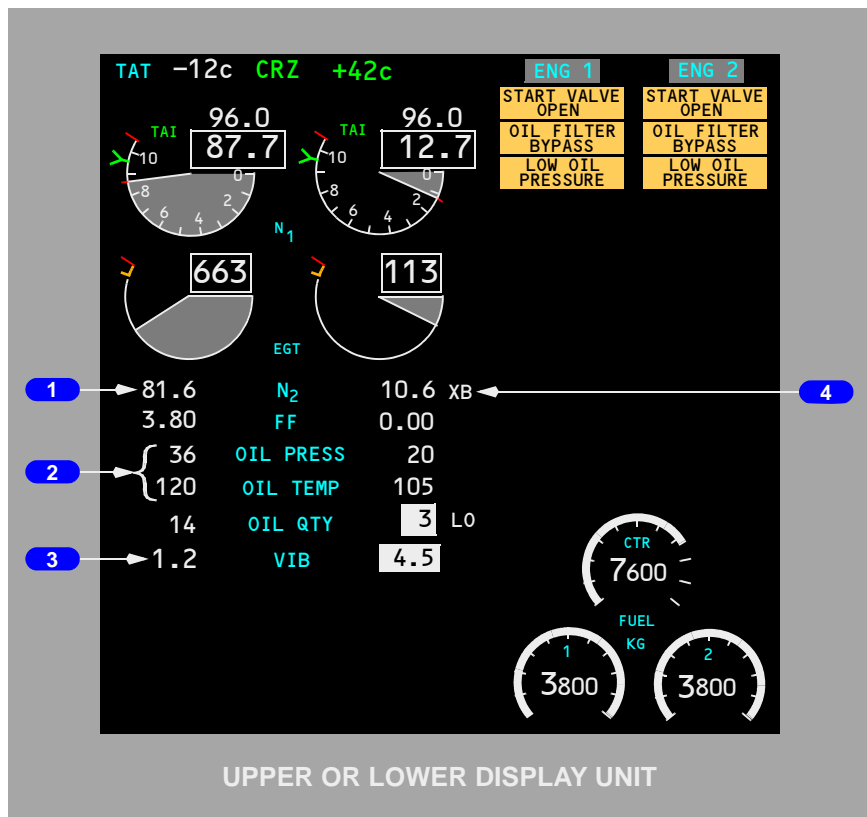 TAT -12c CRZ +42c ENG 1 ENG 2
START VALVE OPEN START VALVE OPEN
OIL FILTER BYPASS OIL FILTER BYPASS
LOW OIL PRESSURE LOW OIL PRESSURE
96.0 96.0
TAI 87.7 TAI 12.7
10 0 10 0
8 2 8 2
6 4 6 4
N1
663 113
EGT
1 81.6 N2 10.6 XB 4
3.80 FF 0.00
36 OIL PRESS 20
2
120 OIL TEMP 105
14 OIL QTY 3 LO
3 1.2 VIB 4.5
CTR
7600
FUEL
KG
1 2
3800 3800
UPPER OR LOWER DISPLAY UNIT